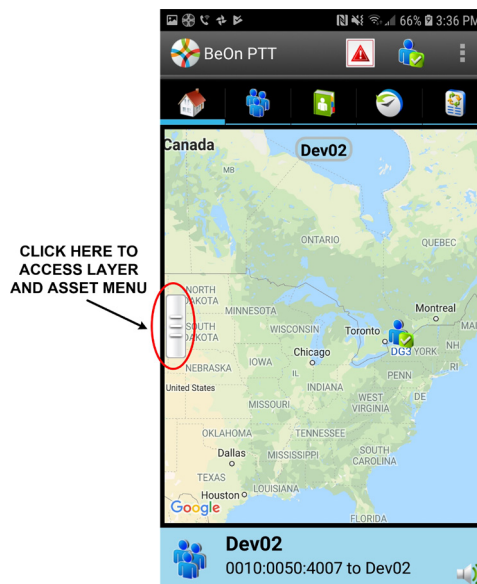 66% 3:36 PM
BeOn PTT
Canada
Dev02
MB
ONTARIO
QUEBEC
CLICK HERE TO
ACCESS LAYER
AND ASSET MENU
NORTH
DAKOTA
MINNESOTA
Montreal
SOUTH
DAKOTA
WISCONSIN
Toronto
MA
Chicago
DG3
YORK
NH
NEBRASKA
IOWA
IL
PENN
RI
United States
INDIANA
MISSOURI
WEST
VIRGINIA
DE
OKLAHOMA
TENNESSEE
Dallas
MISSISSIPPI
SOUTH
CAROLINA
TEXAS
LOUISIANA
Houston
Google
FLORIDA
Dev02
0010:0050:4007 to Dev02